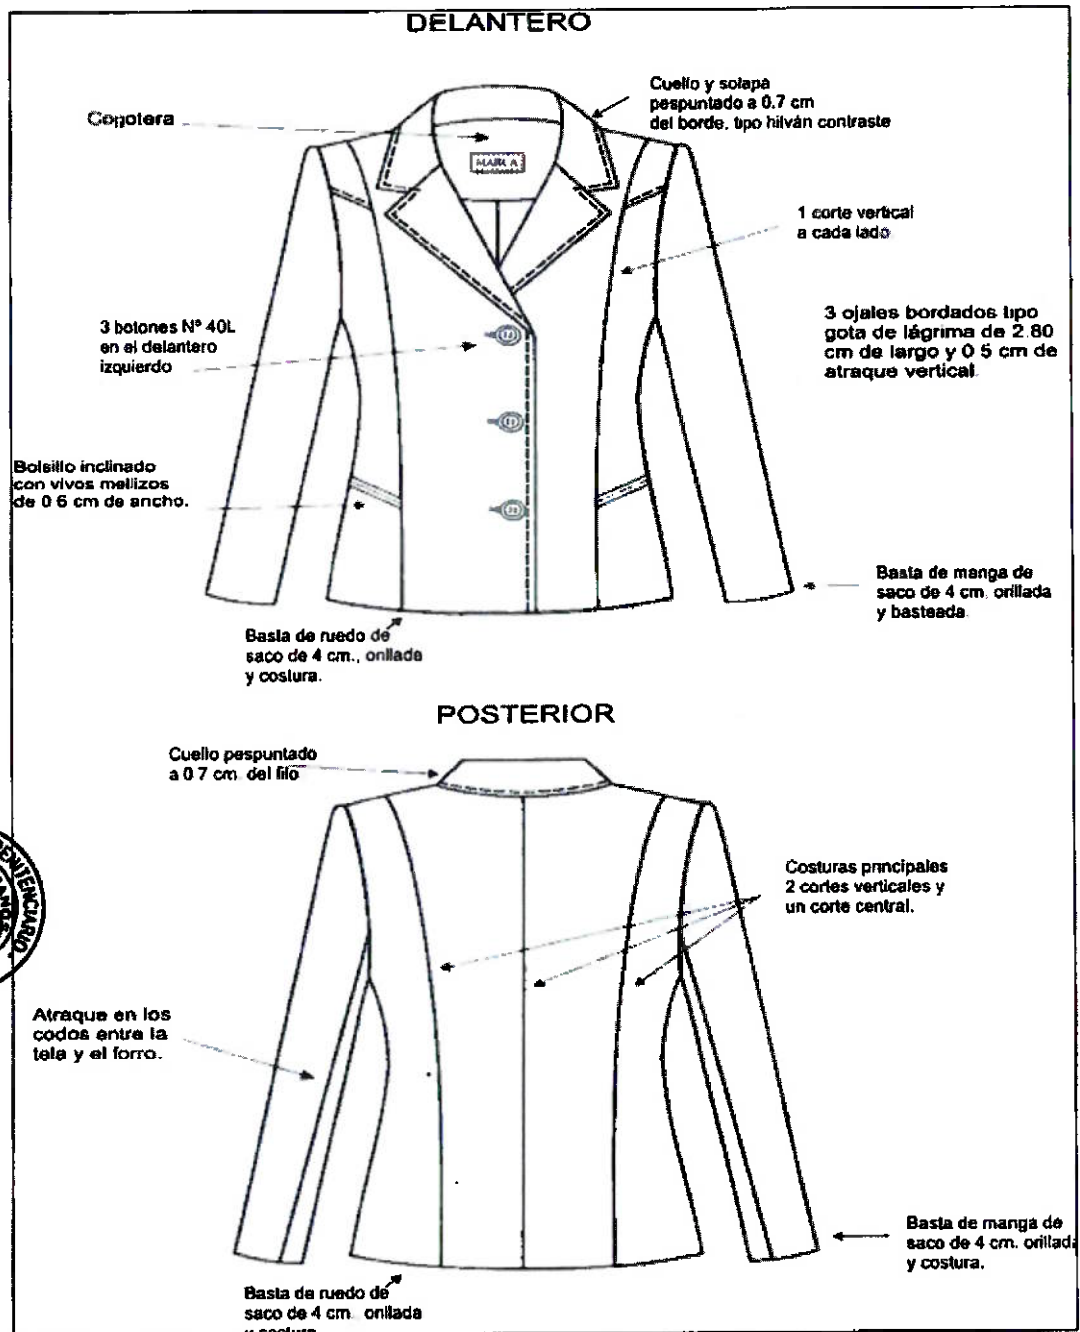 DELANTERO
Cogotera
Cuello y solapa
pespuntado a 0.7 cm
del borde, tipo hilván contraste
MARCA
1 corte vertical
a cada lado
3 botones Nº 40L
en el delantero
izquierdo
3 ojales bordados tipo
gota de lágrima de 2.80
cm de largo y 0 5 cm de
atraque vertical.
Bolsillo inclinado
con vivos mellizos
de 0 6 cm de ancho.
Basta de manga de
saco de 4 cm. orillada
y basteada.
Basta de ruedo de
saco de 4 cm., orillada
y costura.
POSTERIOR
Cuello pespuntado
a 0 7 cm. del filo
PENITENCIARIO
Costuras principales
2 cortes verticales y
un corte central.
Atraque en los
codos entre la
tela y el forro.
Basta de manga de
saco de 4 cm. orillada
y costura.
Basta de ruedo de
saco de 4 cm. orillada
y costura